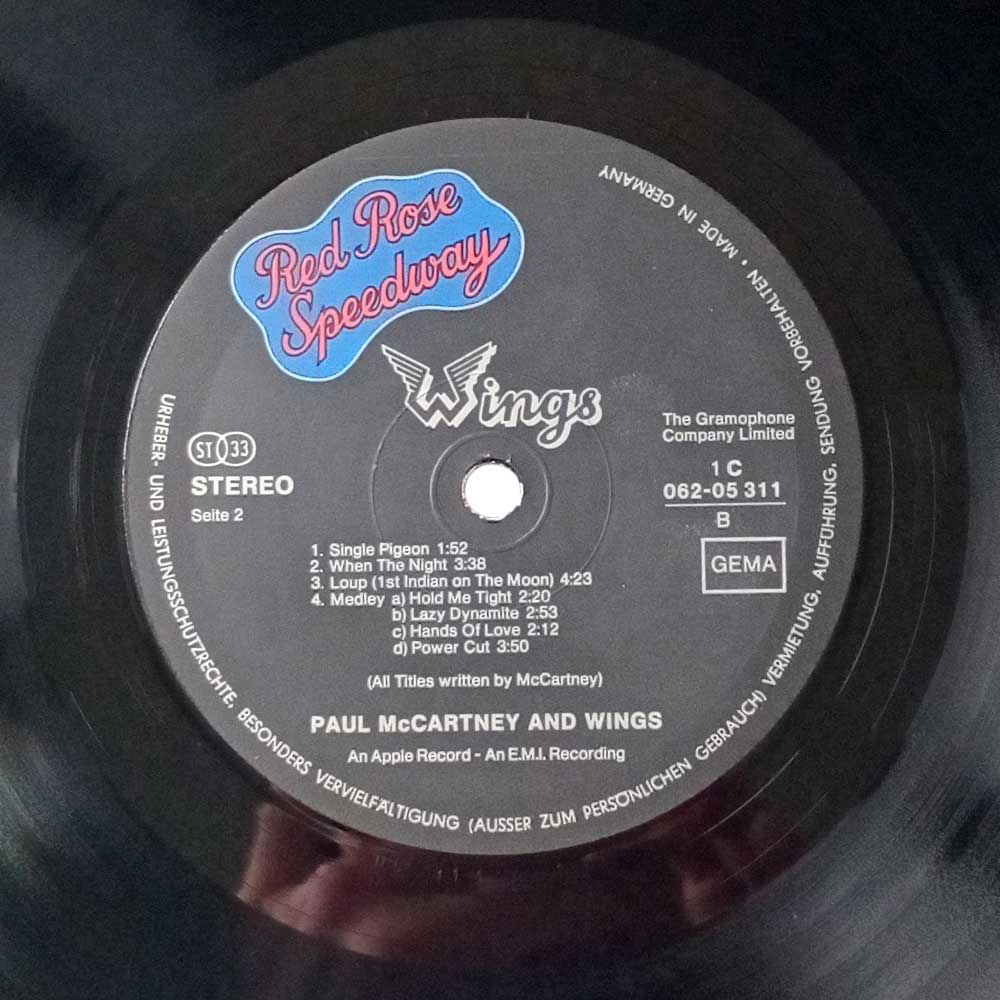 Red Rose
Speedway
Wings
ST 33
STEREO
Seite 2
The Gramophone
Company Limited
1 C
062-05 311
B
GEMA
1. Single Pigeon 1:52
2. When The Night 3:38
3. Loup (1st Indian on The Moon) 4:23
4. Medley a) Hold Me Tight 2:20
b) Lazy Dynamite 2:53
c) Hands Of Love 2:12
d) Power Cut 3:50
(All Titles written by McCartney)
PAUL McCARTNEY AND WINGS
An Apple Record - An E.M.I. Recording
URHEBER- UND LEISTUNGSSCHUTZRECHTE, BESONDERS VERVIELFÄLTIGUNG (AUSSER ZUM PERSÖNLICHEN GEBRAUCH) VERMIETUNG, AUFFÜHRUNG, SENDUNG VORBEHALTEN • MADE IN GERMANY